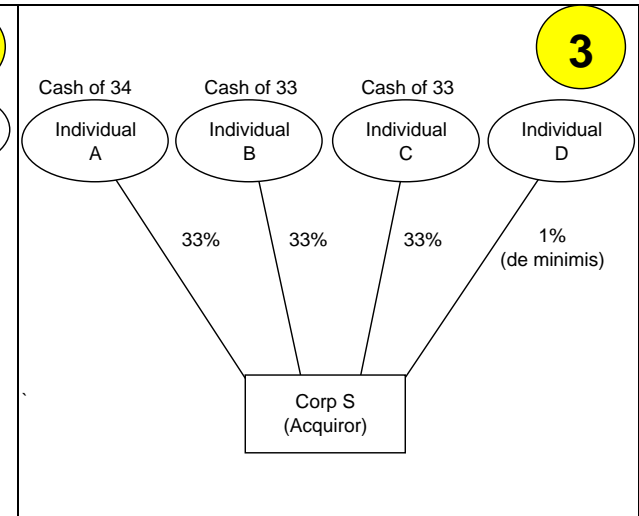 3
Cash of 34
Cash of 33
Cash of 33
Individual
A
Individual
B
Individual
C
Individual
D
33%
33%
33%
1%
(de minimis)
`
Corp S
(Acquiror)